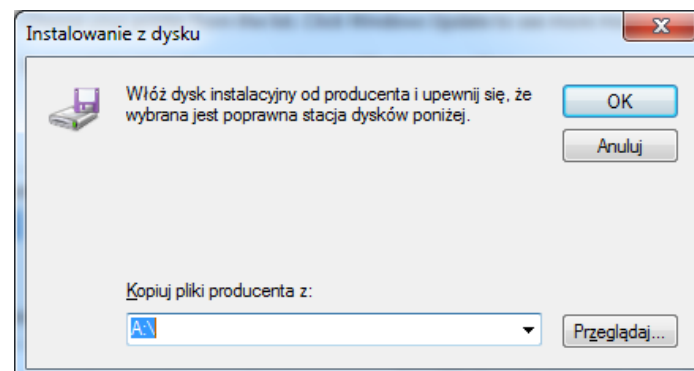 Instalowanie z dysku
Włóż dysk instalacyjny od producenta i upewnij się, że
wybrana jest poprawna stacja dysków poniżej.
OK
Anuluj
Kopiuj pliki producenta z:
A:\
Przeglądaj...